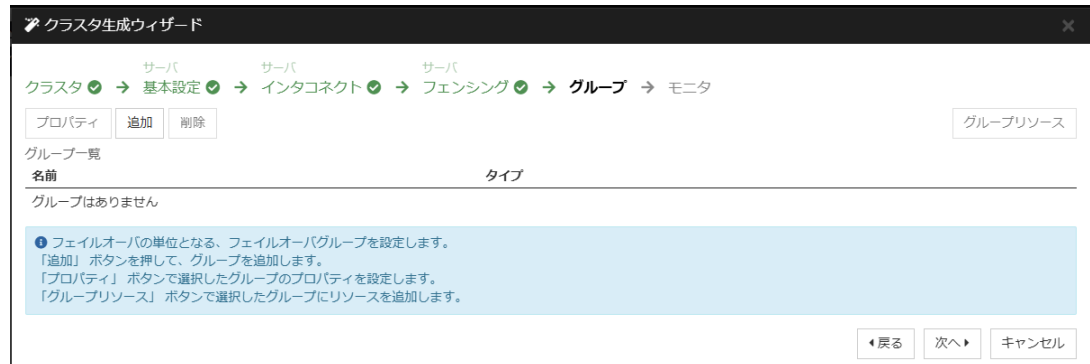 クラスタ生成ウィザード
サーバ サーバ サーバ
クラスタ → 基本設定 → インタコネクト → フェンシング → グループ → モニタ
プロパティ 追加 削除 グループリソース
グループ一覧
名前 タイプ
グループはありません
フェイルオーバの単位となる、フェイルオーバグループを設定します。
「追加」 ボタンを押して、グループを追加します。
「プロパティ」 ボタンで選択したグループのプロパティを設定します。
「グループリソース」 ボタンで選択したグループにリソースを追加します。
戻る 次へ キャンセル